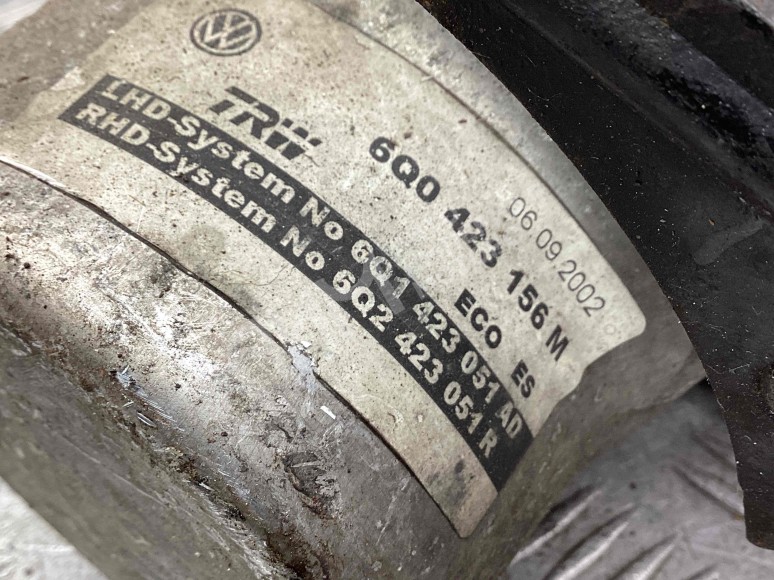 VW
TRW
6Q0 423 156 M
06 09 2002
ECO ES
LHD-System No 6Q1 423 051 AD
RHD-System No 6Q2 423 051 R